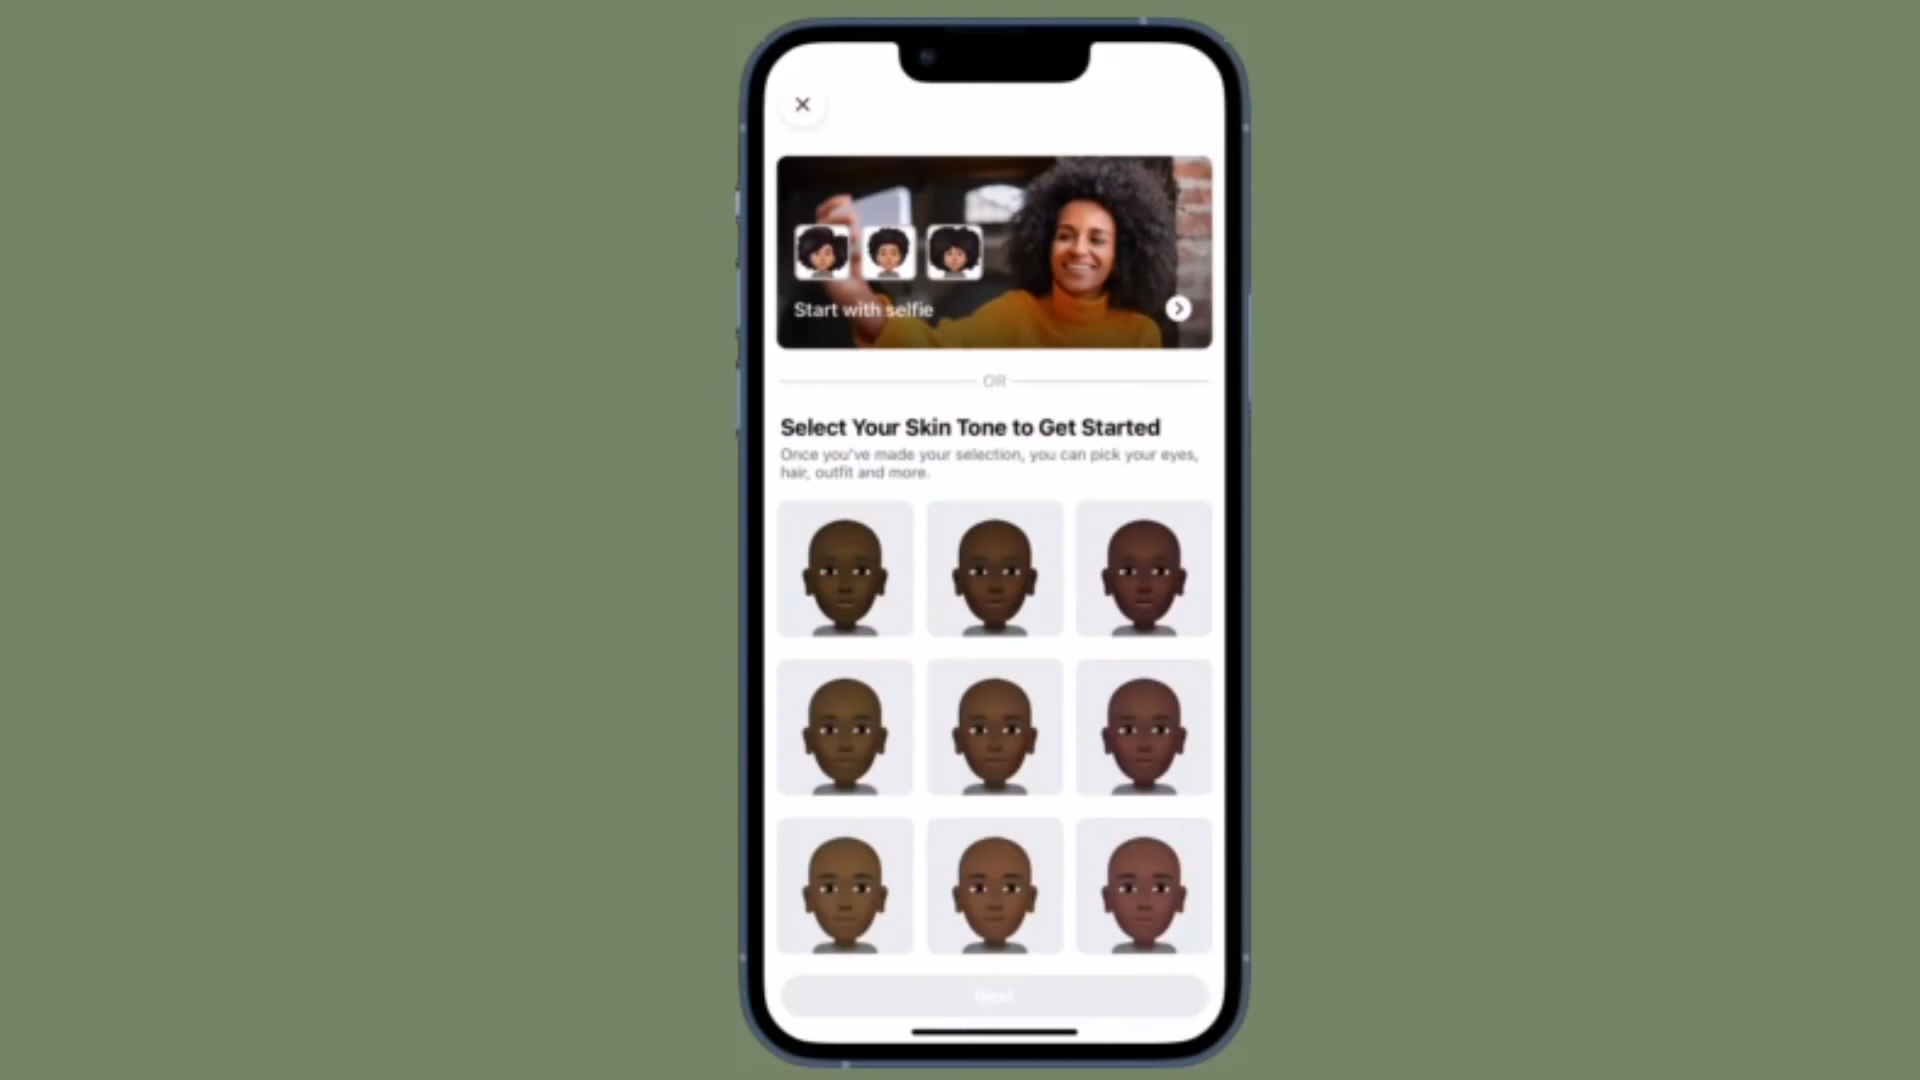 Start with selfie
OR
Select Your Skin Tone to Get Started
Once you've made your selection, you can pick your eyes,
hair, outfit and more.
Next